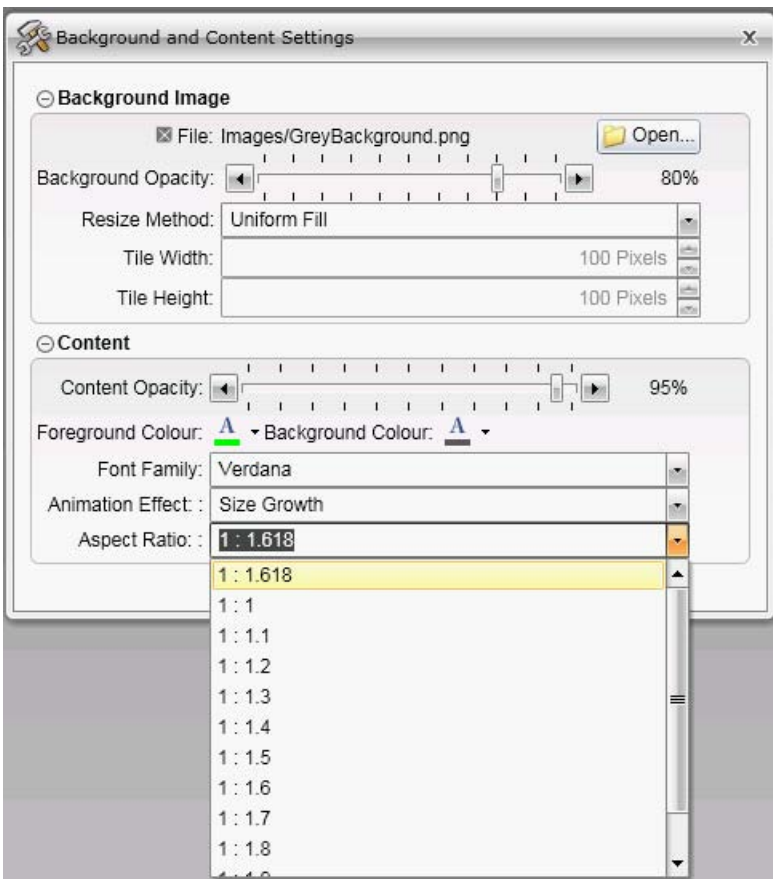 Background and Content Settings
Background Image
File: Images/GreyBackground.png Open...
Background Opacity: 80%
Resize Method: Uniform Fill
Tile Width: 100 Pixels
Tile Height: 100 Pixels
Content
Content Opacity: 95%
Foreground Colour: A Background Colour: A
Font Family: Verdana
Animation Effect: : Size Growth
Aspect Ratio: : 1 : 1.618
1 : 1.618
1 : 1
1 : 1.1
1 : 1.2
1 : 1.3
1 : 1.4
1 : 1.5
1 : 1.6
1 : 1.7
1 : 1.8